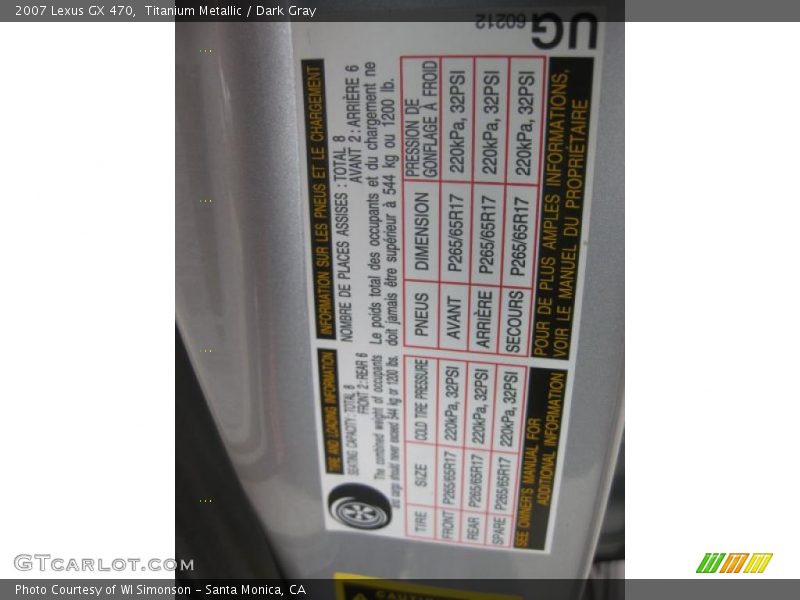 2007 Lexus GX 470, Titanium Metallic / Dark Gray
UG
60212
TIRE AND LOADING INFORMATION
SEATING CAPACITY : TOTAL 8
FRONT 2 : REAR 6
The combined weight of occupants
and cargo should never exceed 544 kg or 1200 lbs.
TIRE SIZE COLD TIRE PRESSURE
FRONT P265/65R17 220kPa, 32PSI
REAR P265/65R17 220kPa, 32PSI
SPARE P265/65R17 220kPa, 32PSI
SEE OWNER'S MANUAL FOR
ADDITIONAL INFORMATION
INFORMATION SUR LES PNEUS ET LE CHARGEMENT
NOMBRE DE PLACES ASSISES : TOTAL 8
AVANT 2 : ARRIÈRE 6
Le poids total des occupants et du chargement ne
doit jamais être supérieur à 544 kg ou 1200 lb.
PNEUS DIMENSION PRESSION DE
GONFLAGE À FROID
AVANT P265/65R17 220kPa, 32PSI
ARRIÈRE P265/65R17 220kPa, 32PSI
SECOURS P265/65R17 220kPa, 32PSI
POUR DE PLUS AMPLES INFORMATIONS,
VOIR LE MANUEL DU PROPRIÉTAIRE
GTCARLOT.COM
Photo Courtesy of WI Simonson - Santa Monica, CA